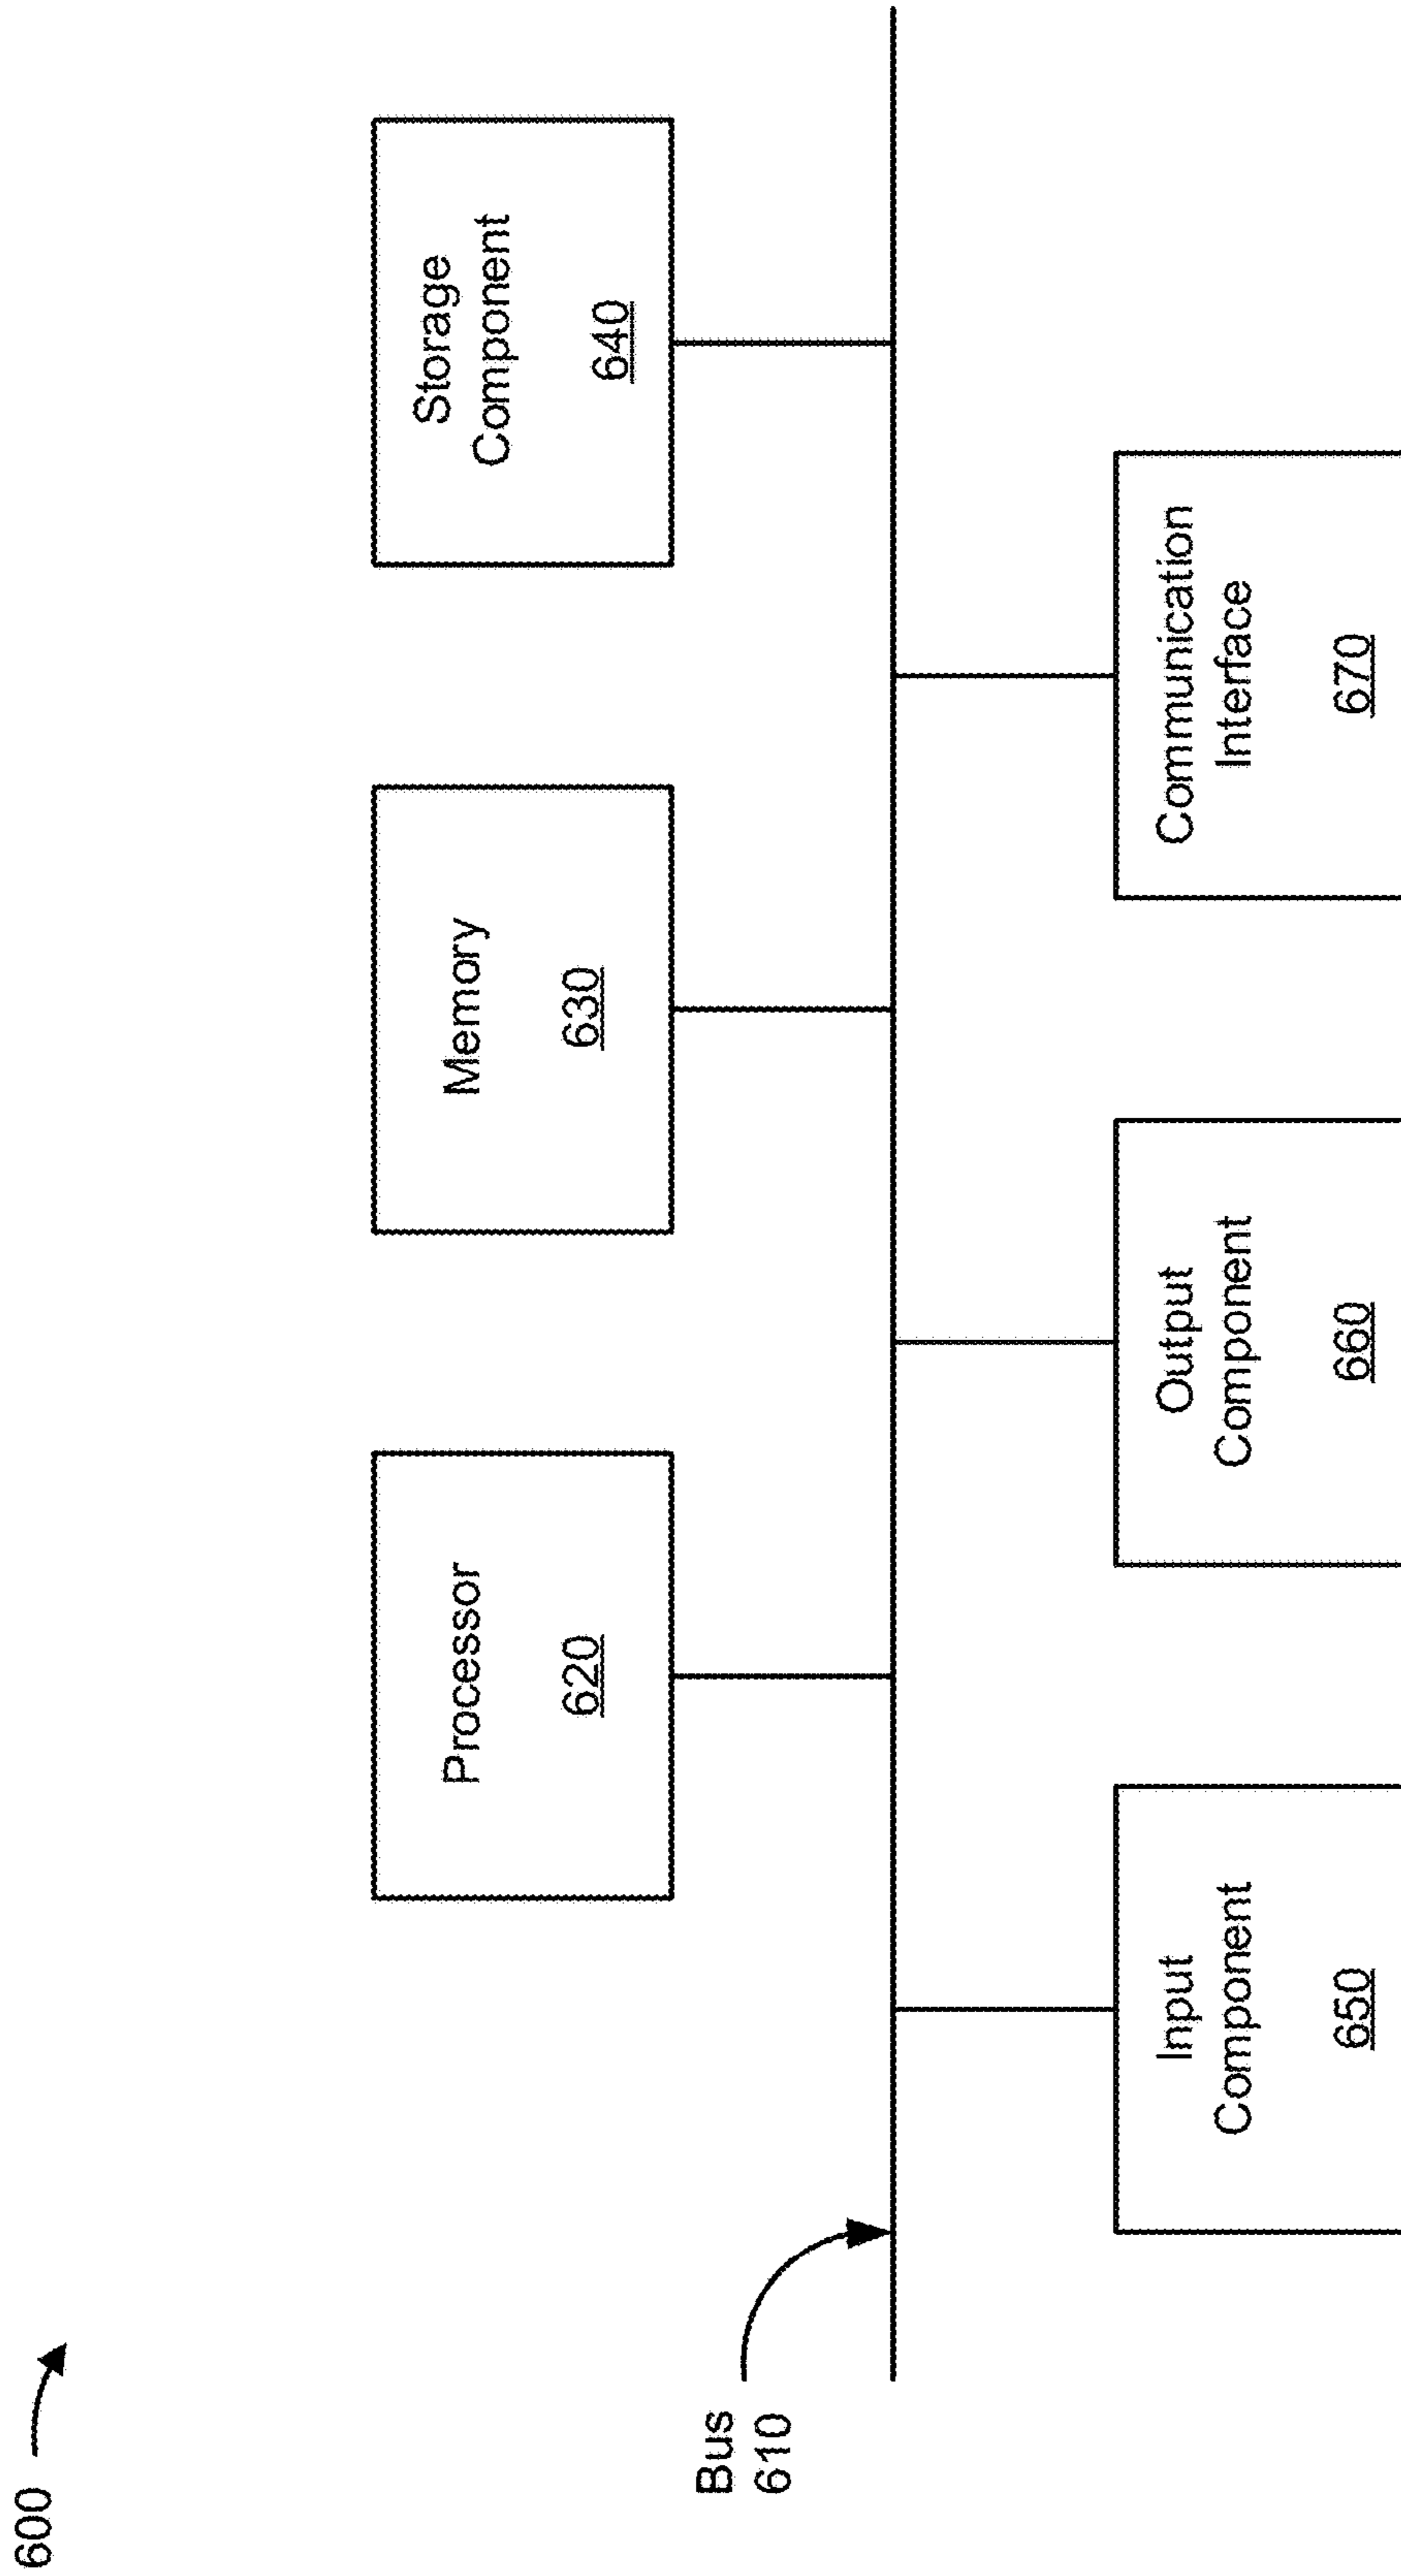 600
Processor
620
Memory
630
Storage
Component
640
Bus
610
Input
Component
650
Output
Component
660
Communication
Interface
670